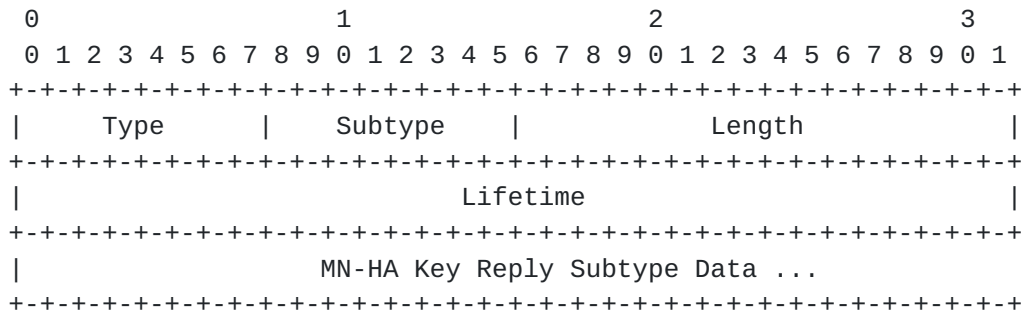 0                   1                   2                   3
 0 1 2 3 4 5 6 7 8 9 0 1 2 3 4 5 6 7 8 9 0 1 2 3 4 5 6 7 8 9 0 1
+-+-+-+-+-+-+-+-+-+-+-+-+-+-+-+-+-+-+-+-+-+-+-+-+-+-+-+-+-+-+-+-+
|     Type      |    Subtype    |            Length             |
+-+-+-+-+-+-+-+-+-+-+-+-+-+-+-+-+-+-+-+-+-+-+-+-+-+-+-+-+-+-+-+-+
|                            Lifetime                           |
+-+-+-+-+-+-+-+-+-+-+-+-+-+-+-+-+-+-+-+-+-+-+-+-+-+-+-+-+-+-+-+-+
|                   MN-HA Key Reply Subtype Data ...
+-+-+-+-+-+-+-+-+-+-+-+-+-+-+-+-+-+-+-+-+-+-+-+-+-+-+-+-+-+-+-+-+